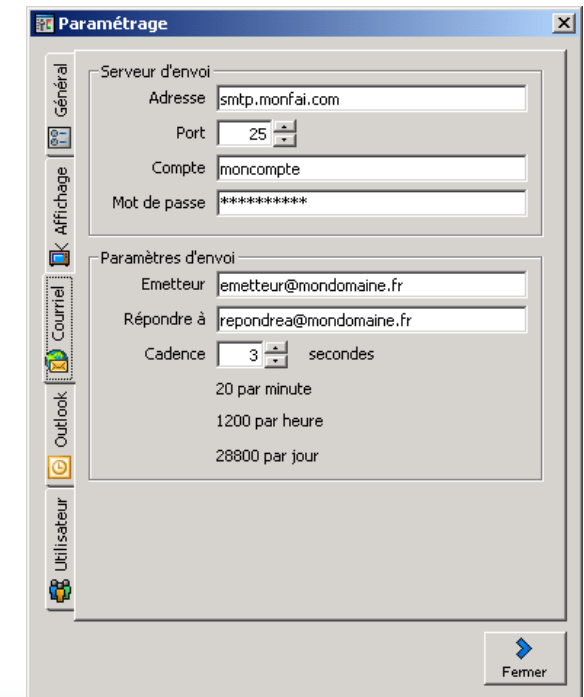 Paramétrage
Général
Affichage
Courriel
Outlook
Utilisateur
Serveur d'envoi
Adresse smtp.monfai.com
Port 25
Compte moncompte
Mot de passe **********
Paramètres d'envoi
Emetteur emetteur@mondomaine.fr
Répondre à repondrea@mondomaine.fr
Cadence 3 secondes
20 par minute
1200 par heure
28800 par jour
Fermer